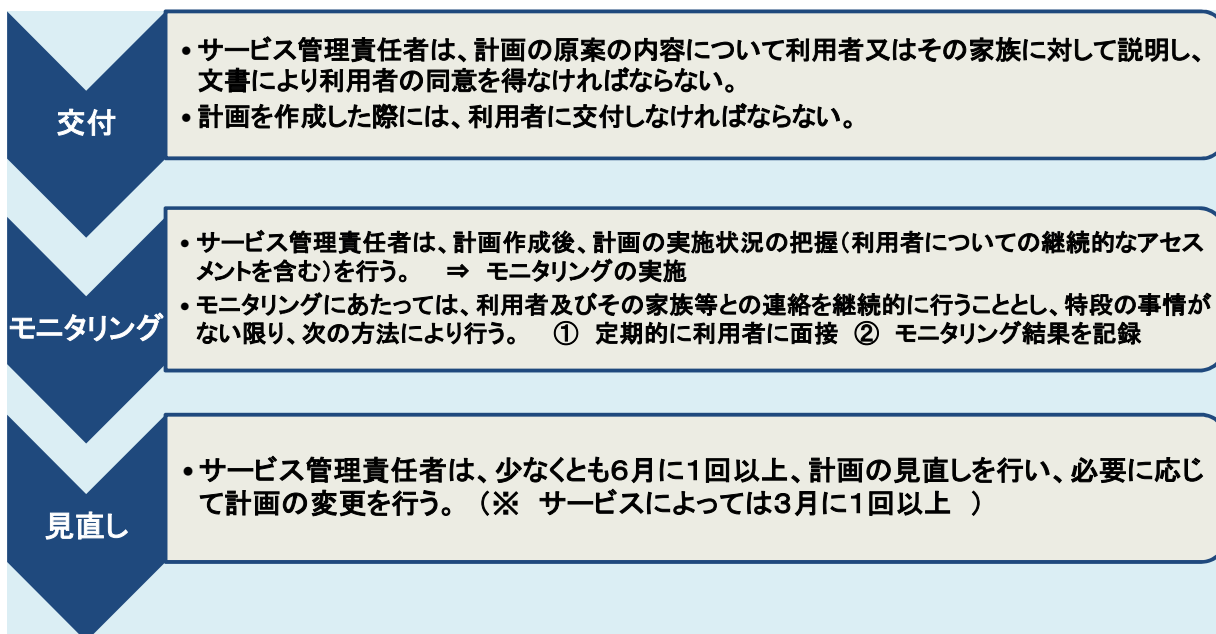 交付
• サービス管理責任者は、計画の原案の内容について利用者又はその家族に対して説明し、
文書により利用者の同意を得なければならない。
• 計画を作成した際には、利用者に交付しなければならない。
モニタリング
• サービス管理責任者は、計画作成後、計画の実施状況の把握(利用者についての継続的なアセス
メントを含む)を行う。　⇒　モニタリングの実施
• モニタリングにあたっては、利用者及びその家族等との連絡を継続的に行うこととし、特段の事情が
ない限り、次の方法により行う。　①　定期的に利用者に面接　②　モニタリング結果を記録
見直し
• サービス管理責任者は、少なくとも6月に1回以上、計画の見直しを行い、必要に応じ
て計画の変更を行う。（※　サービスによっては3月に1回以上　）